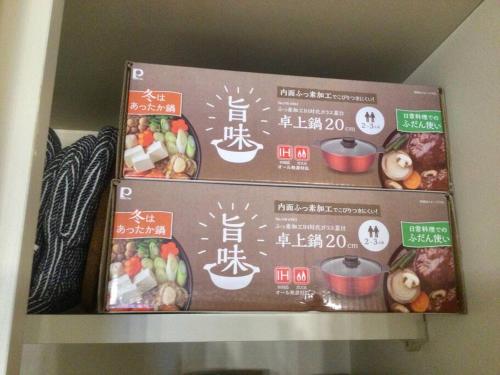 冬は
あったか鍋
旨味
内面ふっ素加工でこびりつきにくい!
ふっ素加工IH対応ガラス蓋付
卓上鍋20cm
2~3人用
IH
オール熱源対応
日常料理での
ふだん使い
冬は
あったか鍋
旨味
内面ふっ素加工でこびりつきにくい!
ふっ素加工IH対応ガラス蓋付
卓上鍋20cm
2~3人用
IH
オール熱源対応
日常料理での
ふだん使い